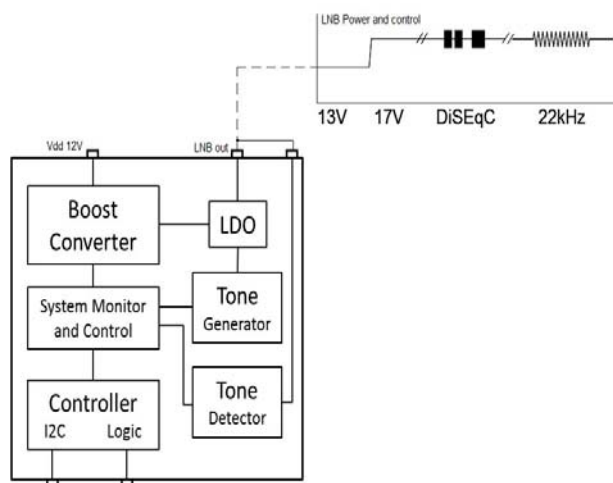 LNB Power and control
13V 17V DiSEqC 22kHz
Vdd 12V LNB out
Boost
Converter
LDO
System Monitor
and Control
Tone
Generator
Controller
I2C Logic
Tone
Detector